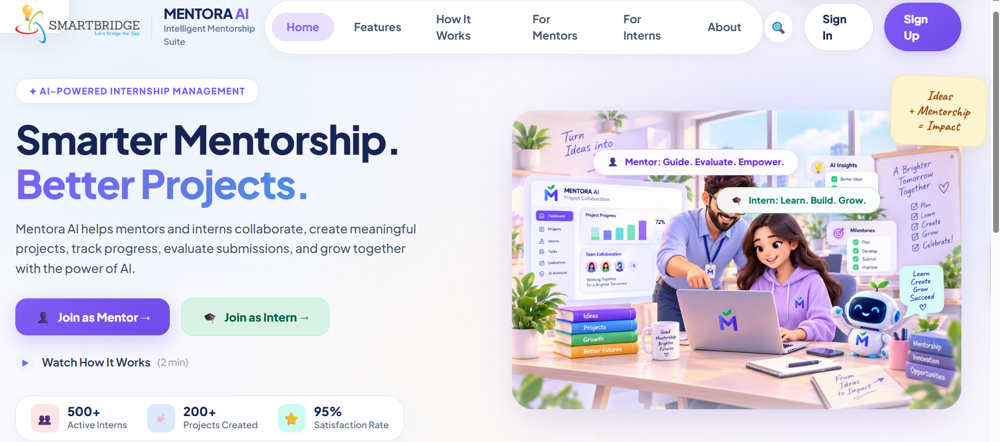 SMARTBRIDGE
Let's Bridge the Gap
MENTORA AI
Intelligent Mentorship
Suite
Home
Features
How It
Works
For
Mentors
For
Interns
About
Sign
In
Sign
Up
✦ AI-POWERED INTERNSHIP MANAGEMENT
Smarter Mentorship.
Better Projects.
Mentora AI helps mentors and interns collaborate, create meaningful
projects, track progress, evaluate submissions, and grow together
with the power of AI.
Join as Mentor →
Join as Intern →
Watch How It Works (2 min)
500+
Active Interns
200+
Projects Created
95%
Satisfaction Rate
Ideas
+ Mentorship
= Impact
Turn
Ideas into
Mentor: Guide. Evaluate. Empower.
Intern: Learn. Build. Grow.
AI Insights
Better Ideas
A Brighter
Tomorrow
Together
Plan
Learn
Create
Grow
Celebrate!
MENTORA AI
Project Collaboration
Dashboard
Projects
Interns
Tasks
Evaluations
AI Assistant
Project Progress
72%
Team Collaboration
+5
Working Together
for a Brighter Tomorrow
Milestones
Plan
Develop
Submit
Improve
Learn
Create
Grow
Succeed
M
M
M
M
Ideas
Projects
Growth
Better Futures
Good
Mentorship
Brighter
Futures
Mentorship
Innovation
Opportunities
From
Ideas
to Impact